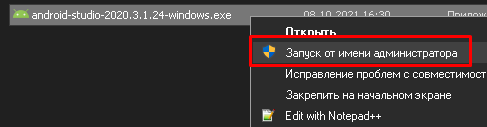 android-studio-2020.3.1.24-windows.exe 08.10.2021 16:30 Прилож
Открыть
Запуск от имени администратора
Исправление проблем с совместимост
Закрепить на начальном экране
Edit with Notepad++